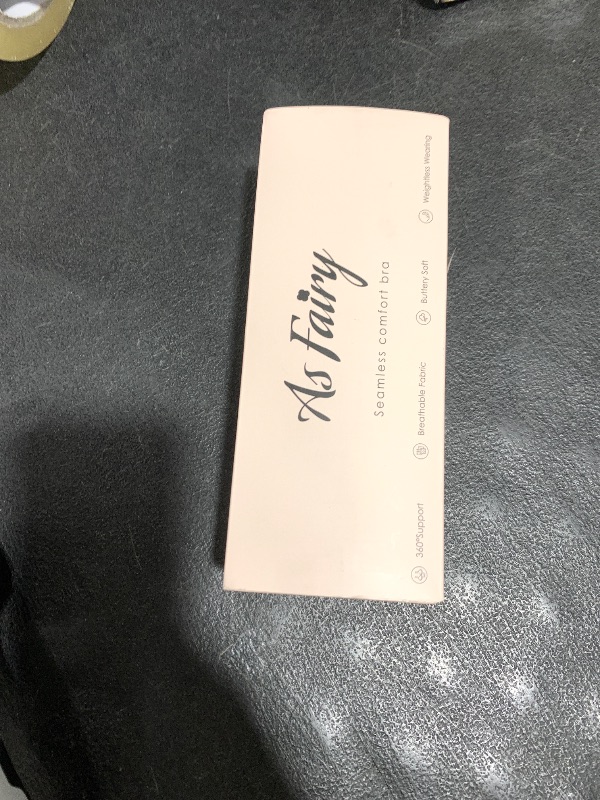 As Fairy
Seamless comfort bra
360°Support
Breathable Fabric
Buttery Soft
Weightless Wearing